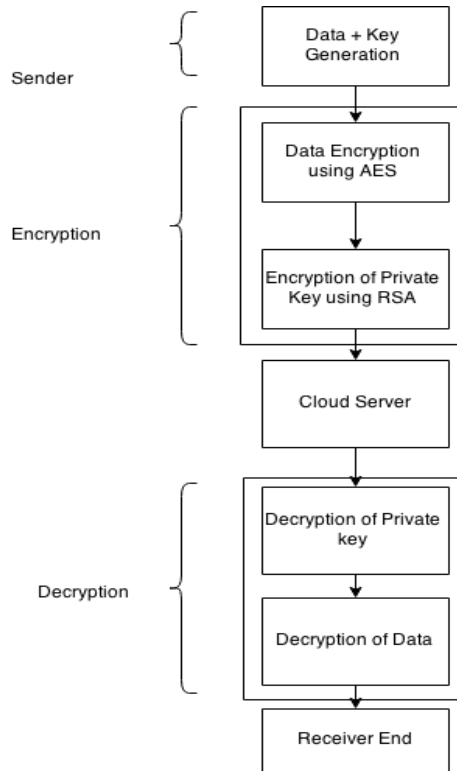 Data + Key
Generation
Sender
Data Encryption
using AES
Encryption
Encryption of Private
Key using RSA
Cloud Server
Decryption of Private
key
Decryption
Decryption of Data
Receiver End